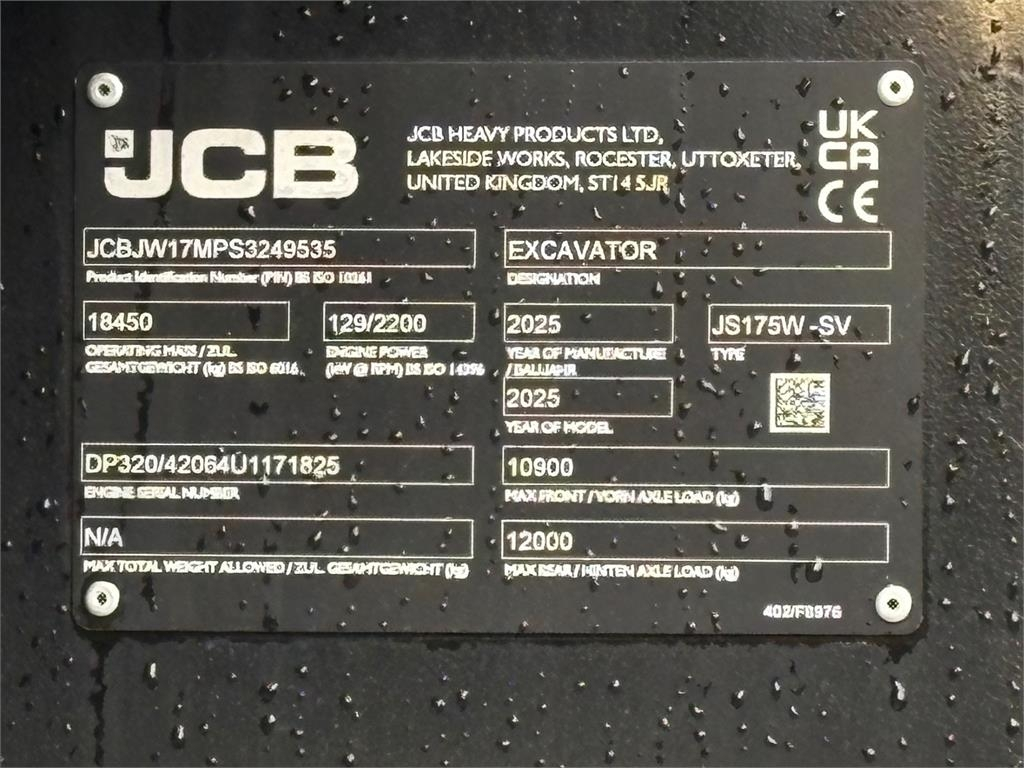 JCB
JCB HEAVY PRODUCTS LTD,
LAKESIDE WORKS, ROCESTER, UTTOXETER,
UNITED KINGDOM, ST14 5JR
UK
CA
CE
JCBJW17MPS3249535
Product Identification Number (PIN) BS ISO 10261
EXCAVATOR
DESIGNATION
18450
OPERATING MASS / ZUL.
GESAMTGEWICHT (kg) BS ISO 6016
129/2200
ENGINE POWER
(kW @ RPM) BS ISO 14396
2025
YEAR OF MANUFACTURE
/ BAUJAHR
JS175W -SV
TYPE
2025
YEAR OF MODEL
DP320/42064U1171825
ENGINE SERIAL NUMBER
10900
MAX FRONT / VORN AXLE LOAD (kg)
N/A
MAX TOTAL WEIGHT ALLOWED / ZUL. GESAMTGEWICHT (kg)
12000
MAX REAR / HINTEN AXLE LOAD (kg)
402/F8976